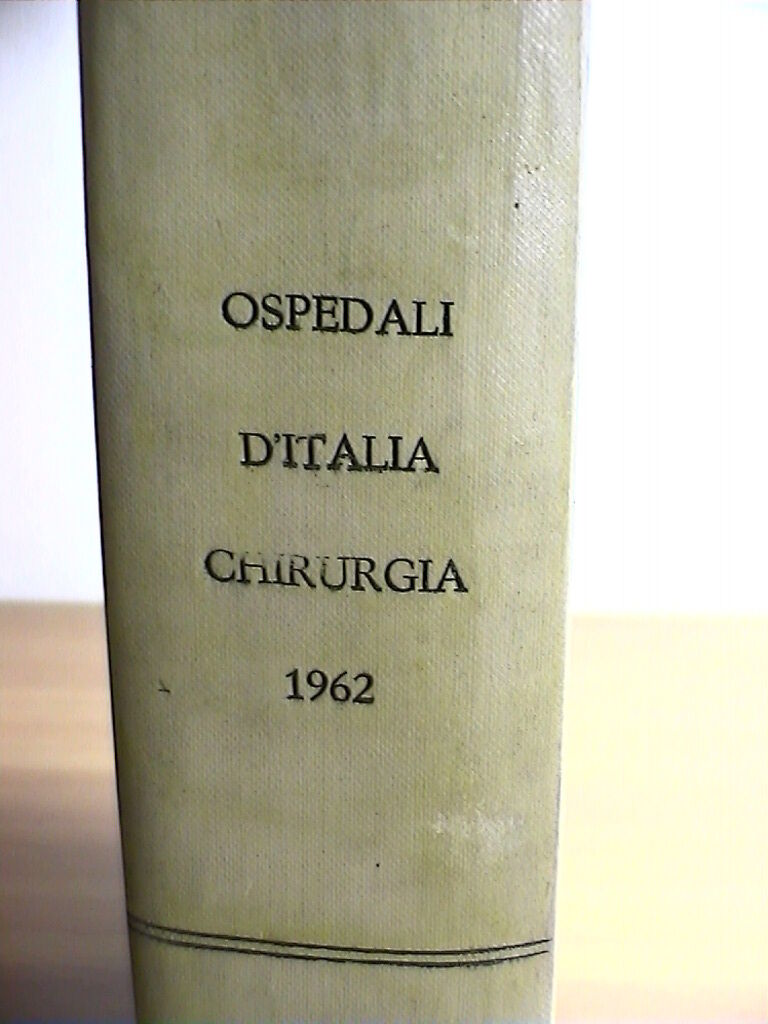 OSPEDALI
D'ITALIA
CHIRURGIA
1962